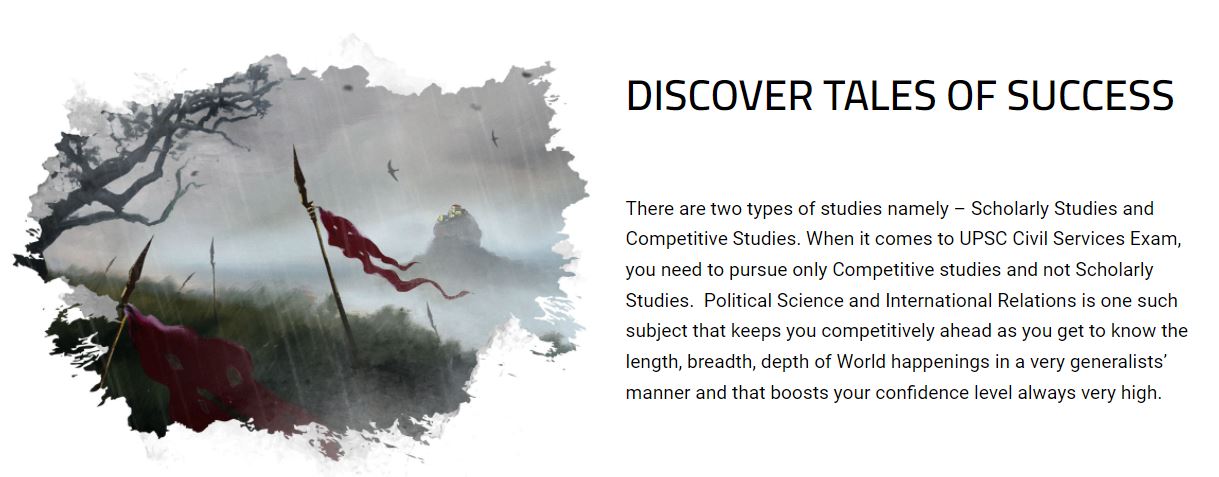 DISCOVER TALES OF SUCCESS
There are two types of studies namely – Scholarly Studies and
Competitive Studies. When it comes to UPSC Civil Services Exam,
you need to pursue only Competitive studies and not Scholarly
Studies.  Political Science and International Relations is one such
subject that keeps you competitively ahead as you get to know the
length, breadth, depth of World happenings in a very generalists’
manner and that boosts your confidence level always very high.